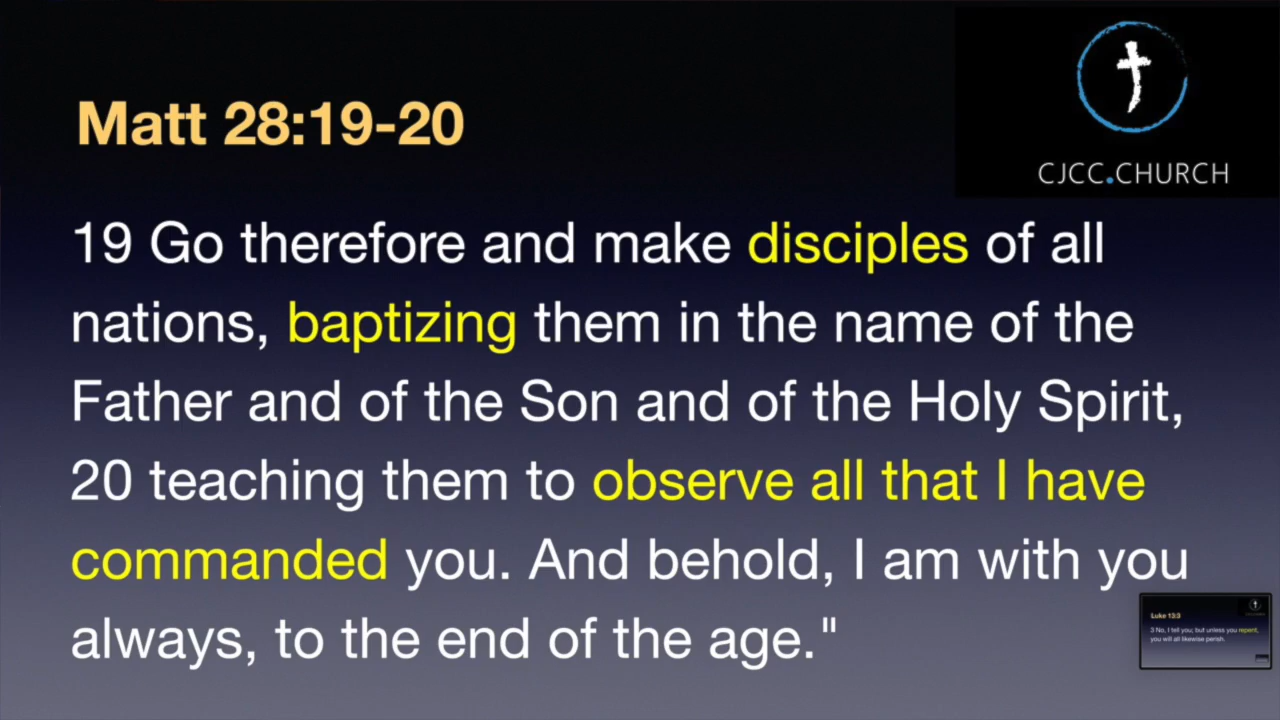 Matt 28:19-20
CJCC.CHURCH
19 Go therefore and make disciples of all
nations, baptizing them in the name of the
Father and of the Son and of the Holy Spirit,
20 teaching them to observe all that I have
commanded you. And behold, I am with you
always, to the end of the age."
Luke 13:3
3 No, I tell you; but unless you repent,
you will all likewise perish.